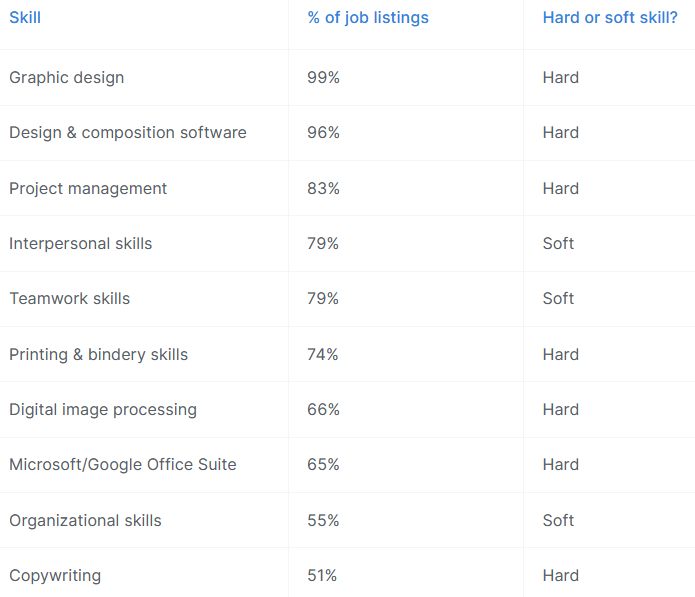 Skill % of job listings Hard or soft skill?
Graphic design 99% Hard
Design & composition software 96% Hard
Project management 83% Hard
Interpersonal skills 79% Soft
Teamwork skills 79% Soft
Printing & bindery skills 74% Hard
Digital image processing 66% Hard
Microsoft/Google Office Suite 65% Hard
Organizational skills 55% Soft
Copywriting 51% Hard